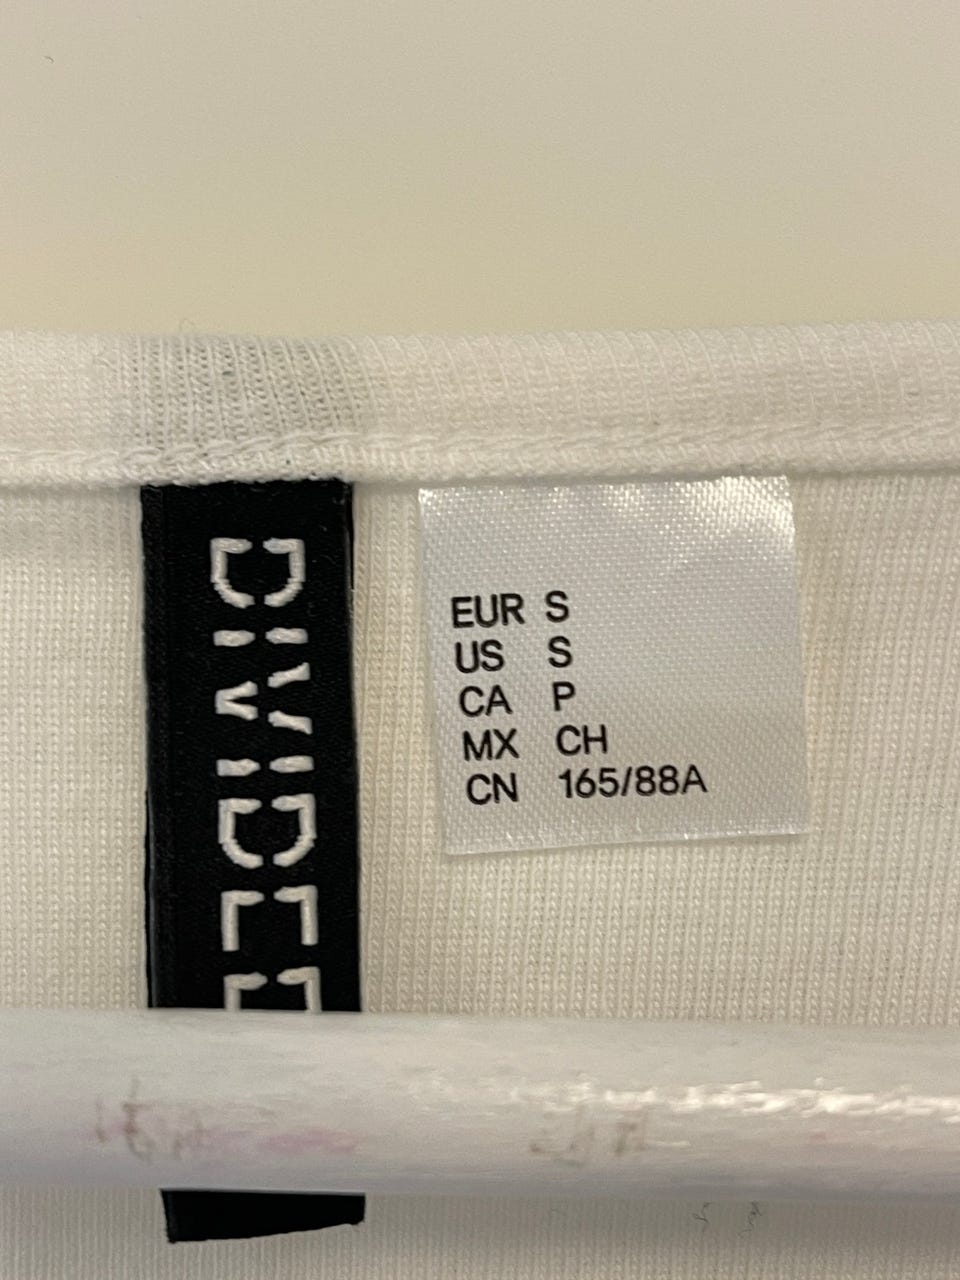 DIVIDED
EUR S
US S
CA P
MX CH
CN 165/88A